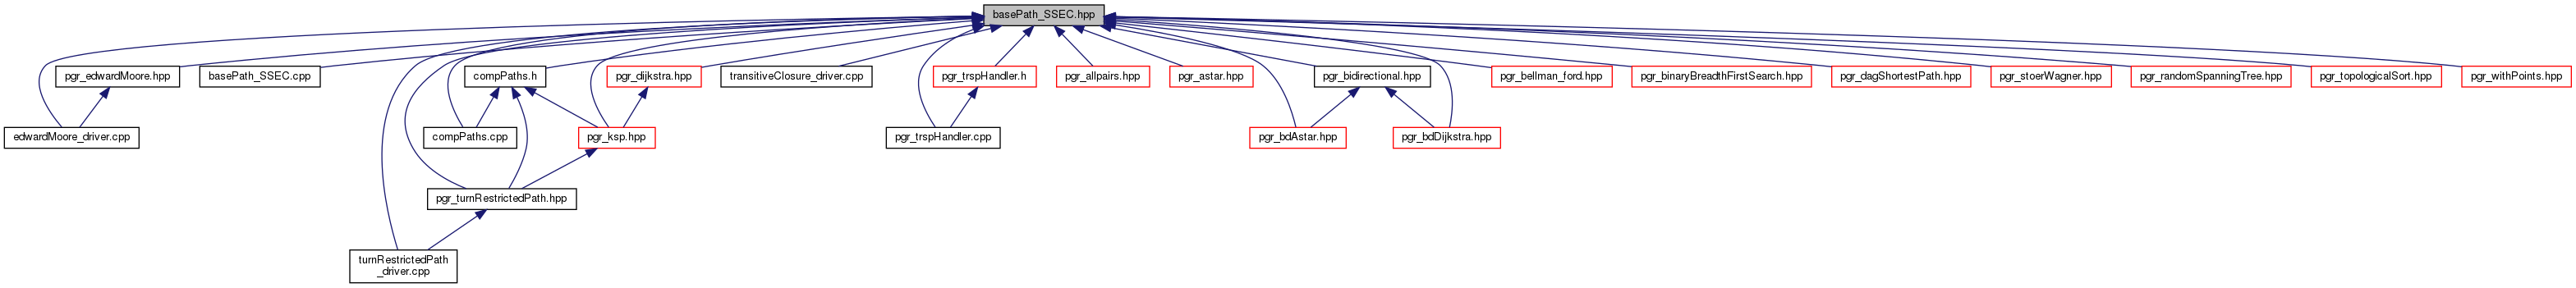 basePath_SSEC.hpp
pgr_edwardMoore.hpp
basePath_SSEC.cpp
compPaths.h
pgr_dijkstra.hpp
transitiveClosure_driver.cpp
pgr_trspHandler.h
pgr_allpairs.hpp
pgr_astar.hpp
pgr_bidirectional.hpp
pgr_bellman_ford.hpp
pgr_binaryBreadthFirstSearch.hpp
pgr_dagShortestPath.hpp
pgr_stoerWagner.hpp
pgr_randomSpanningTree.hpp
pgr_topologicalSort.hpp
pgr_withPoints.hpp
edwardMoore_driver.cpp
compPaths.cpp
pgr_ksp.hpp
pgr_trspHandler.cpp
pgr_bdAstar.hpp
pgr_bdDijkstra.hpp
pgr_turnRestrictedPath.hpp
turnRestrictedPath
_driver.cpp